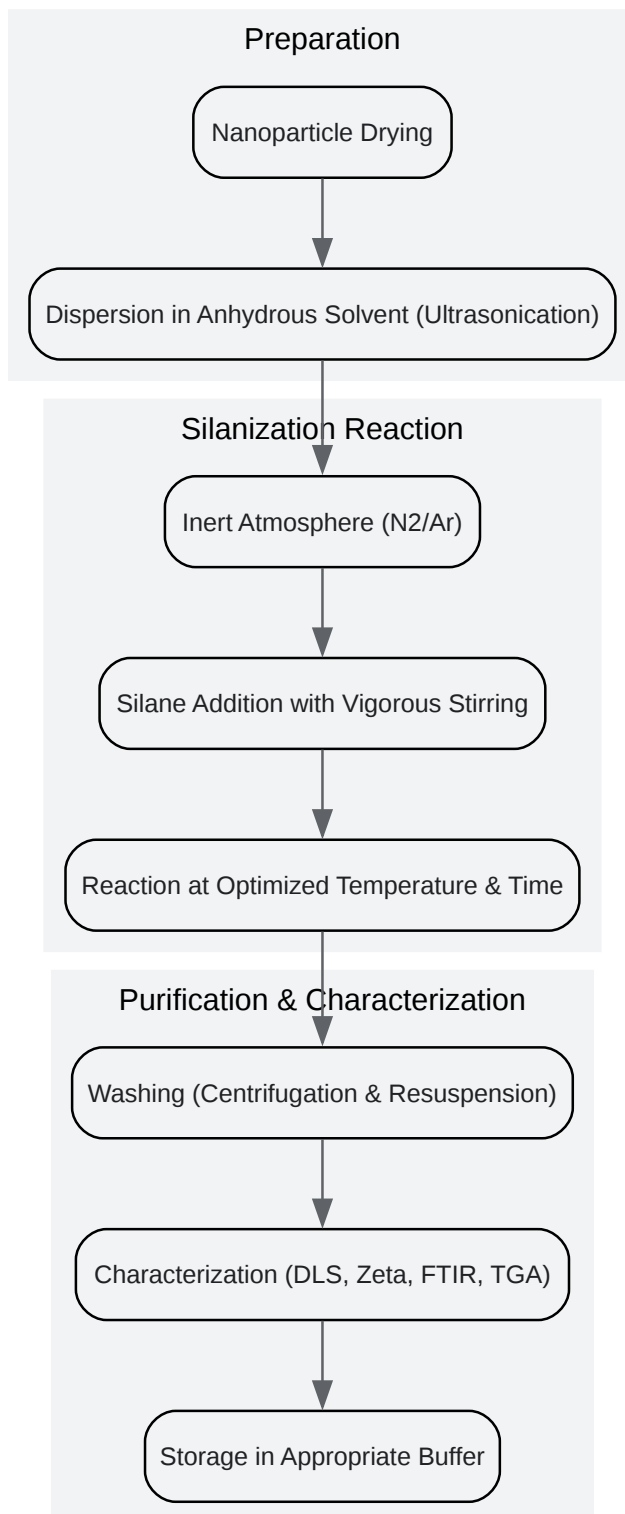 Preparation
Nanoparticle Drying
Dispersion in Anhydrous Solvent (Ultrasonication)
Silanization Reaction
Inert Atmosphere (N2/Ar)
Silane Addition with Vigorous Stirring
Reaction at Optimized Temperature & Time
Purification & Characterization
Washing (Centrifugation & Resuspension)
Characterization (DLS, Zeta, FTIR, TGA)
Storage in Appropriate Buffer